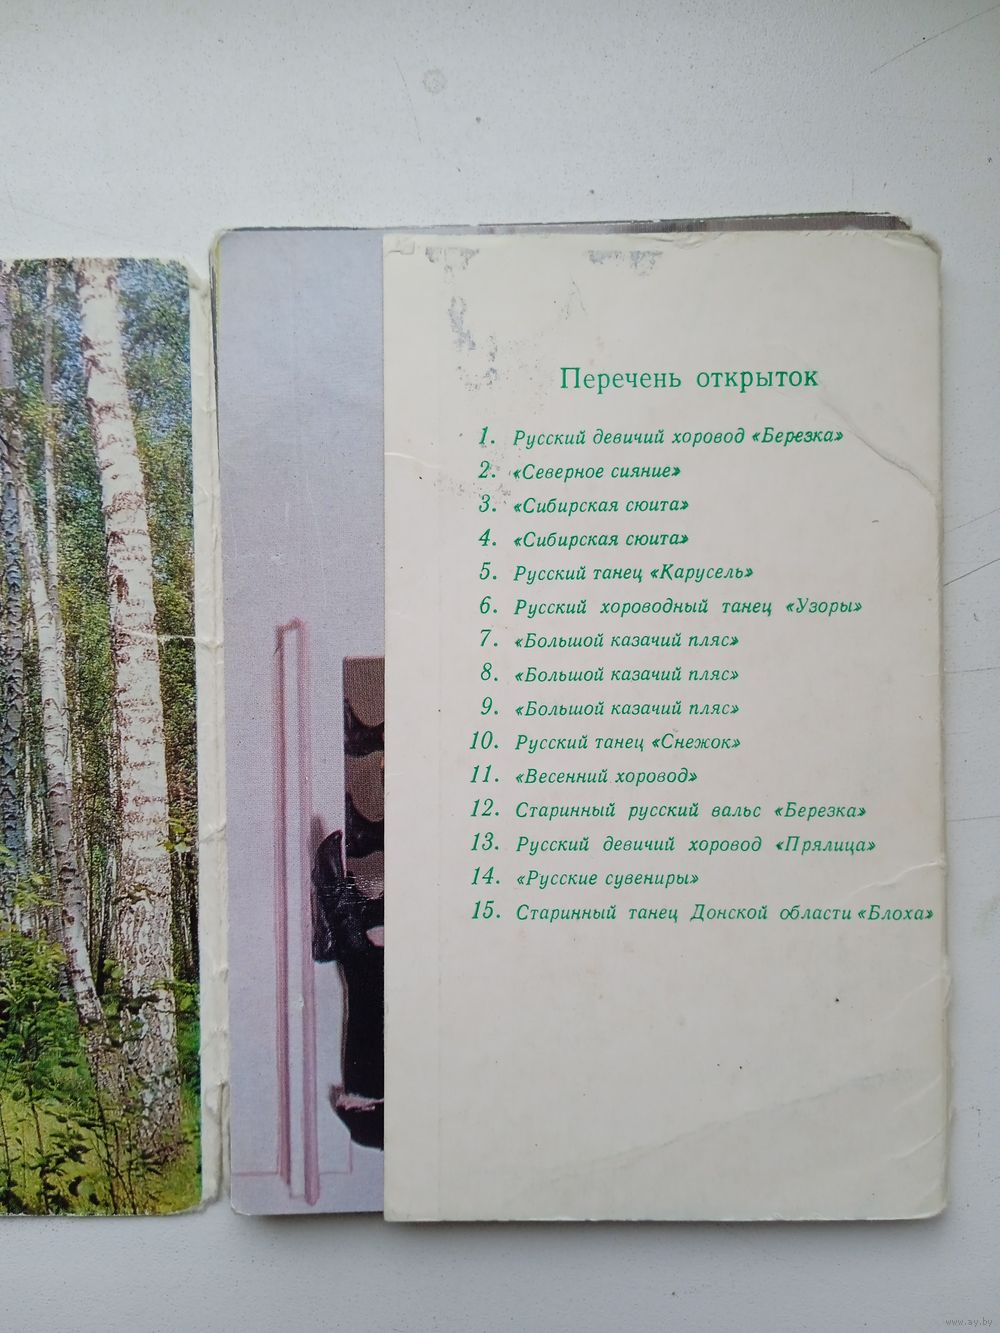 Перечень открыток
1. Русский девичий хоровод «Березка»
2. «Северное сияние»
3. «Сибирская сюита»
4. «Сибирская сюита»
5. Русский танец «Карусель»
6. Русский хороводный танец «Узоры»
7. «Большой казачий пляс»
8. «Большой казачий пляс»
9. «Большой казачий пляс»
10. Русский танец «Снежок»
11. «Весенний хоровод»
12. Старинный русский вальс «Березка»
13. Русский девичий хоровод «Прялица»
14. «Русские сувениры»
15. Старинный танец Донской области «Блоха»
www.ay.by